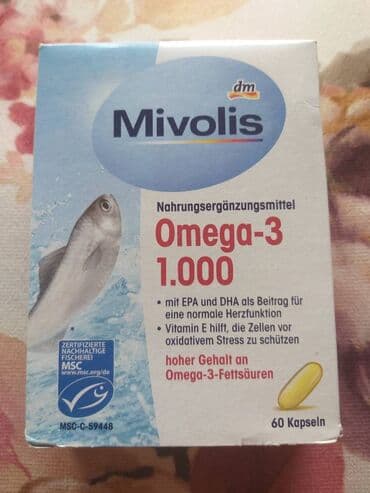 dm
Mivolis
Nahrungsergänzungsmittel
Omega-3
1.000
• mit EPA und DHA als Beitrag für
eine normale Herzfunktion
• Vitamin E hilft, die Zellen vor
oxidativem Stress zu schützen
hoher Gehalt an
Omega-3-Fettsäuren
60 Kapseln
ZERTIFIZIERTE
NACHHALTIGE
FISCHEREI
MSC
www.msc.org/de
MSC-C-59448